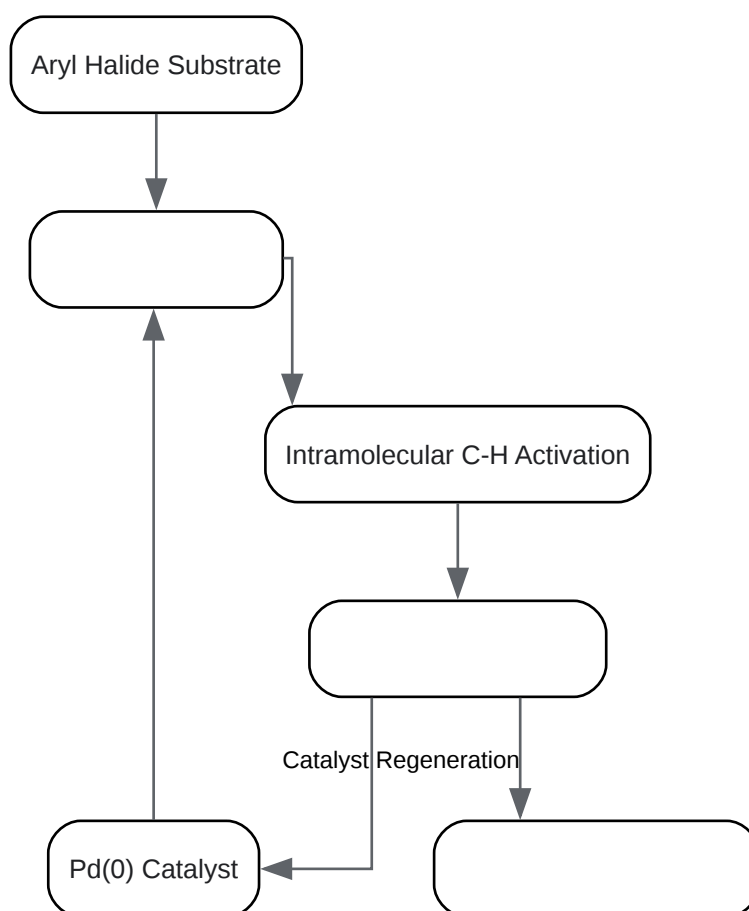 Aryl Halide Substrate
Intramolecular C-H Activation
Catalyst Regeneration
Pd(0) Catalyst